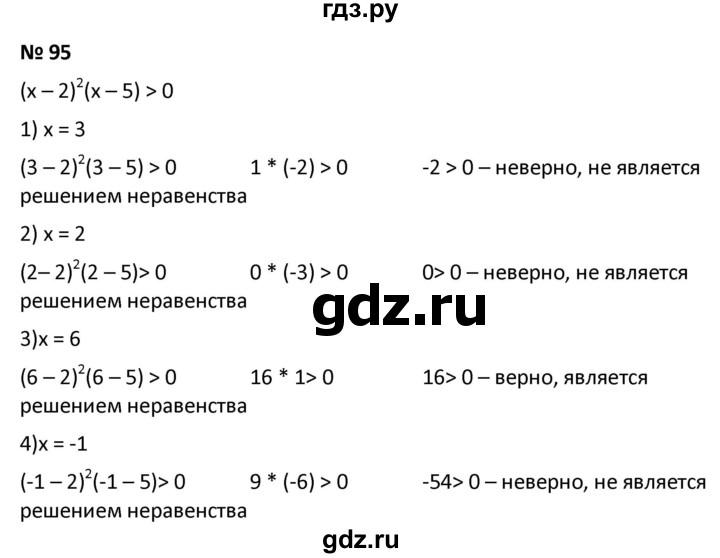 гдз.ру
№ 95
(x – 2)²(x – 5) > 0
1) x = 3
(3 – 2)²(3 – 5) > 0 1 * (-2) > 0 -2 > 0 – неверно, не является
решением неравенства
2) x = 2
(2– 2)²(2 – 5)> 0 0 * (-3) > 0 0> 0 – неверно, не является
решением неравенства
gdz.ru
3)x = 6
(6 – 2)²(6 – 5) > 0 16 * 1> 0 16> 0 – верно, является
решением неравенства
4)x = -1
(-1 – 2)²(-1 – 5)> 0 9 * (-6) > 0 -54> 0 – неверно, не является
решением неравенства
gdz.ru